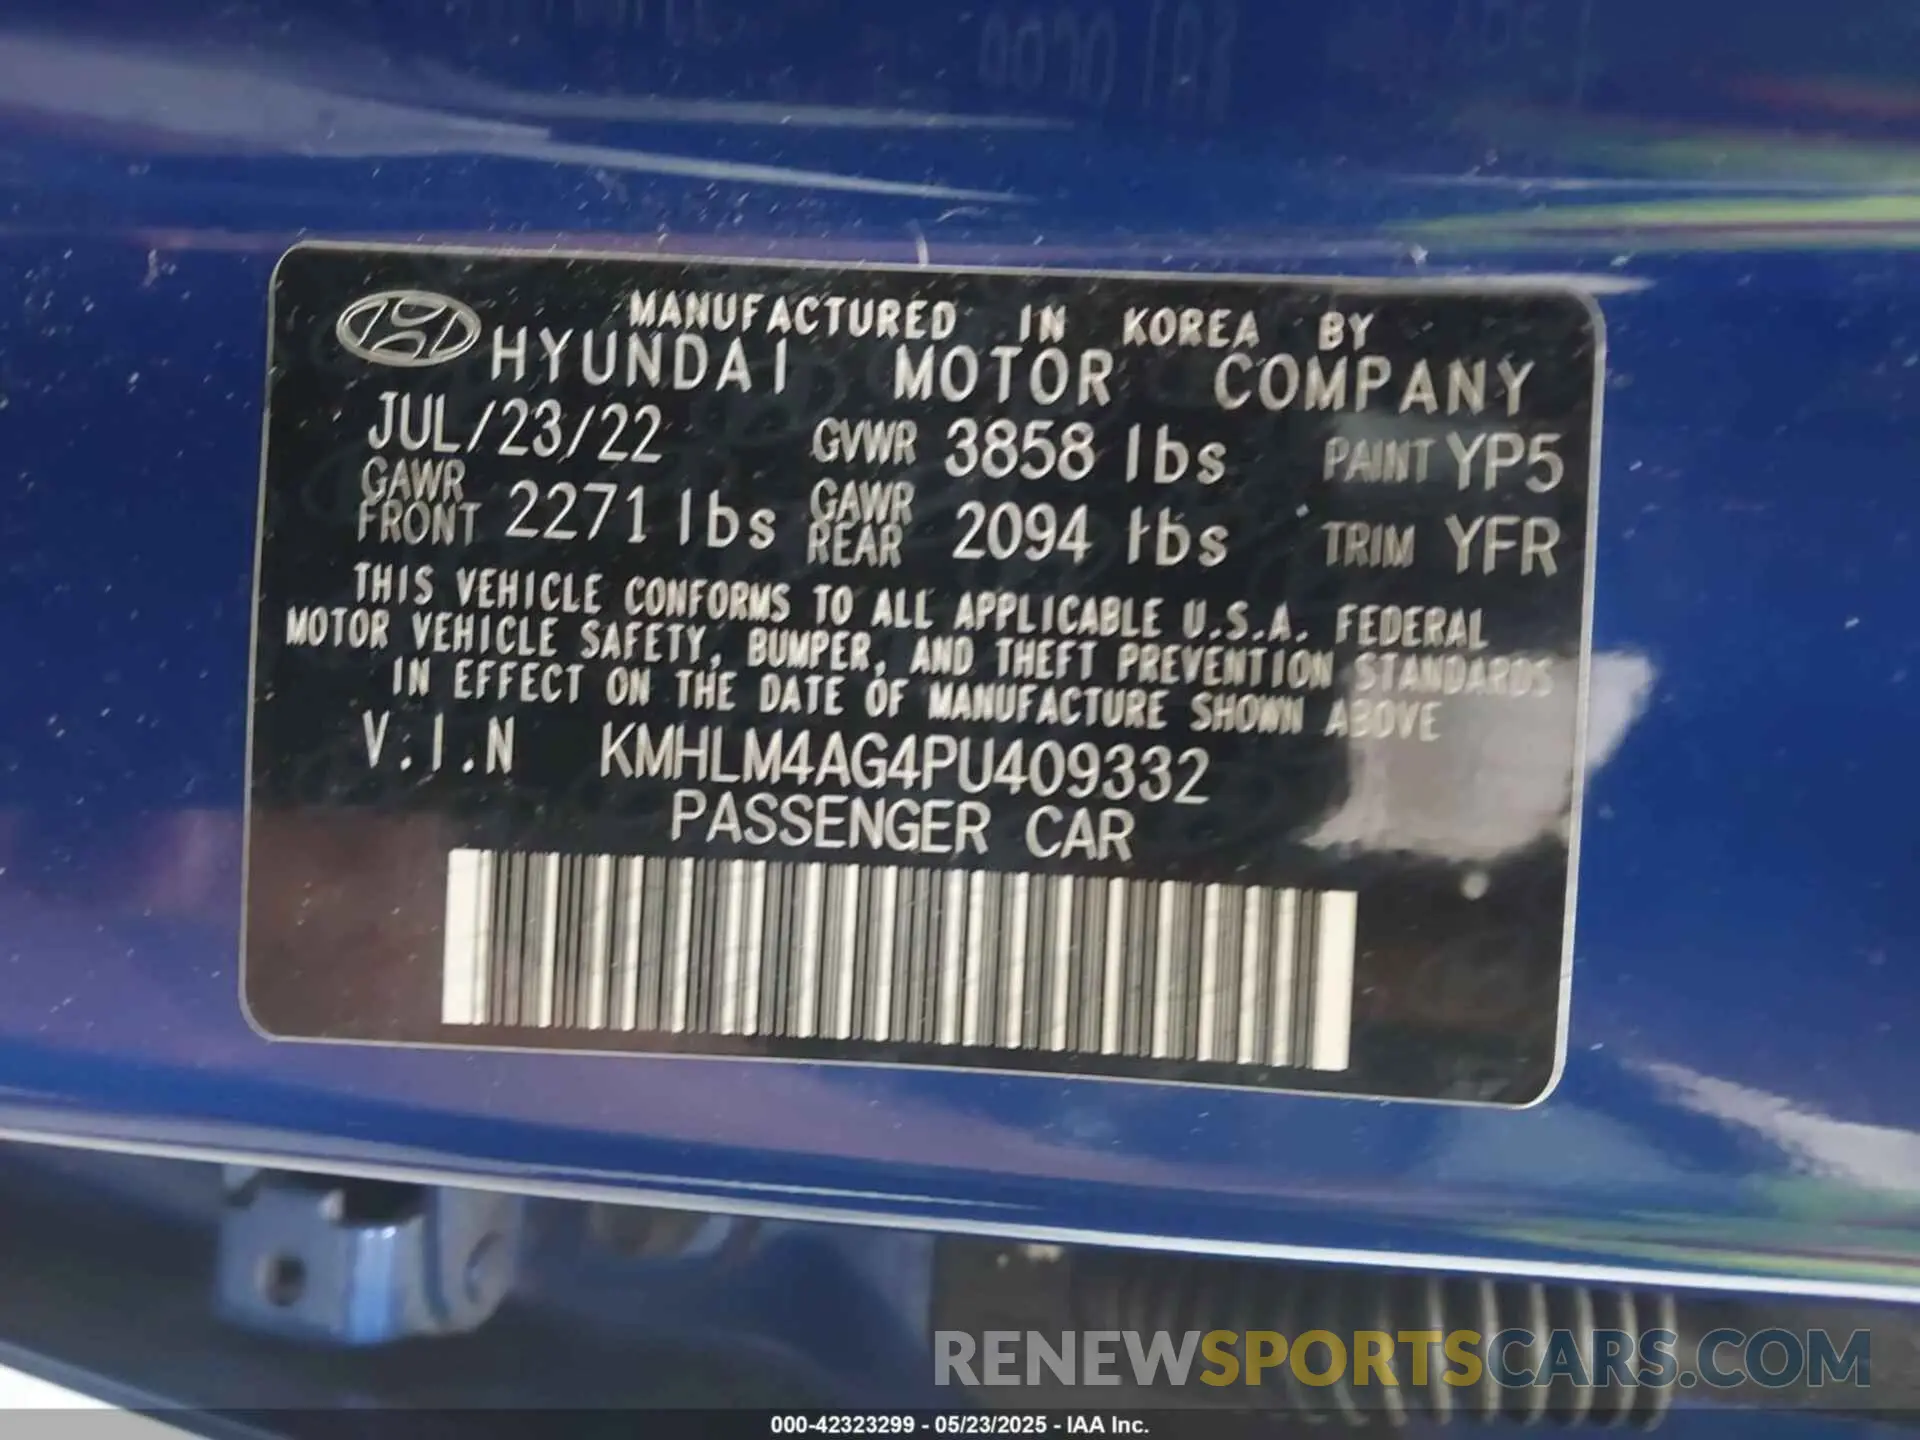 MANUFACTURED IN KOREA BY
HYUNDAI MOTOR COMPANY
JUL/23/22 GVWR 3858 lbs PAINT YP5
GAWR FRONT 2271 lbs GAWR REAR 2094 lbs TRIM YFR
THIS VEHICLE CONFORMS TO ALL APPLICABLE U.S.A. FEDERAL
MOTOR VEHICLE SAFETY, BUMPER, AND THEFT PREVENTION STANDARDS
IN EFFECT ON THE DATE OF MANUFACTURE SHOWN ABOVE
V.I.N KMHLM4AG4PU409332
PASSENGER CAR
RENEWSPORTSCARS.COM
000-42323299 - 05/23/2025 - IAA Inc.